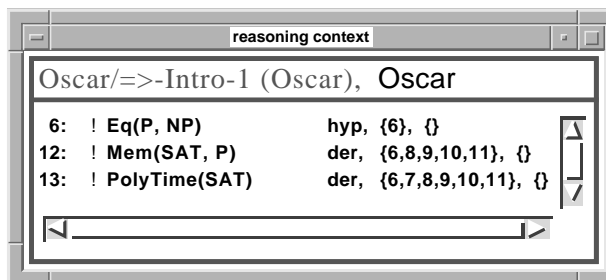 reasoning context
Oscar/=>-Intro-1 (Oscar), Oscar
6: ! Eq(P, NP) hyp, {6}, {}
12: ! Mem(SAT, P) der, {6,8,9,10,11}, {}
13: ! PolyTime(SAT) der, {6,7,8,9,10,11}, {}